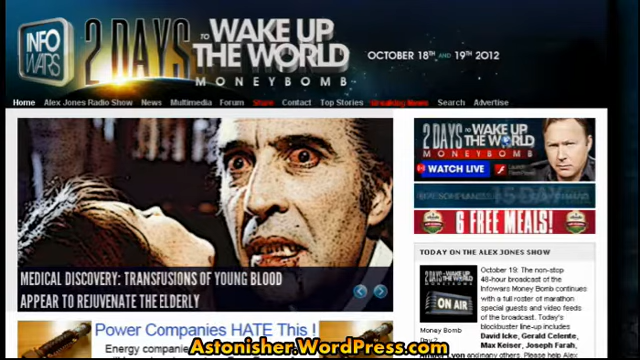 INFO
WARS
2 DAYS
TO WAKE UP
THE WORLD
MONEYBOMB
OCTOBER 18TH AND 19TH 2012
Home Alex Jones Radio Show News Multimedia Forum Store Contact Top Stories Breaking News Search Advertise
MEDICAL DISCOVERY: TRANSFUSIONS OF YOUNG BLOOD
APPEAR TO REJUVENATE THE ELDERLY
Power Companies HATE This !
Energy compani
2 DAYS TO WAKE UP
THE WORLD
MONEYBOMB
WATCH LIVE
6 FREE MEALS!
TODAY ON THE ALEX JONES SHOW
ON AIR
Money Bomb
October 19: The non-stop
48-hour broadcast of the
Infowars Money Bomb continues
with a full roster of marathon
special guests and video feeds
of the broadcast. Today's
blockbuster line-up includes
David Icke, Gerald Celente,
Max Keiser, Joseph Farah,
and many others. Please help Alex
Astonisher.WordPress.com